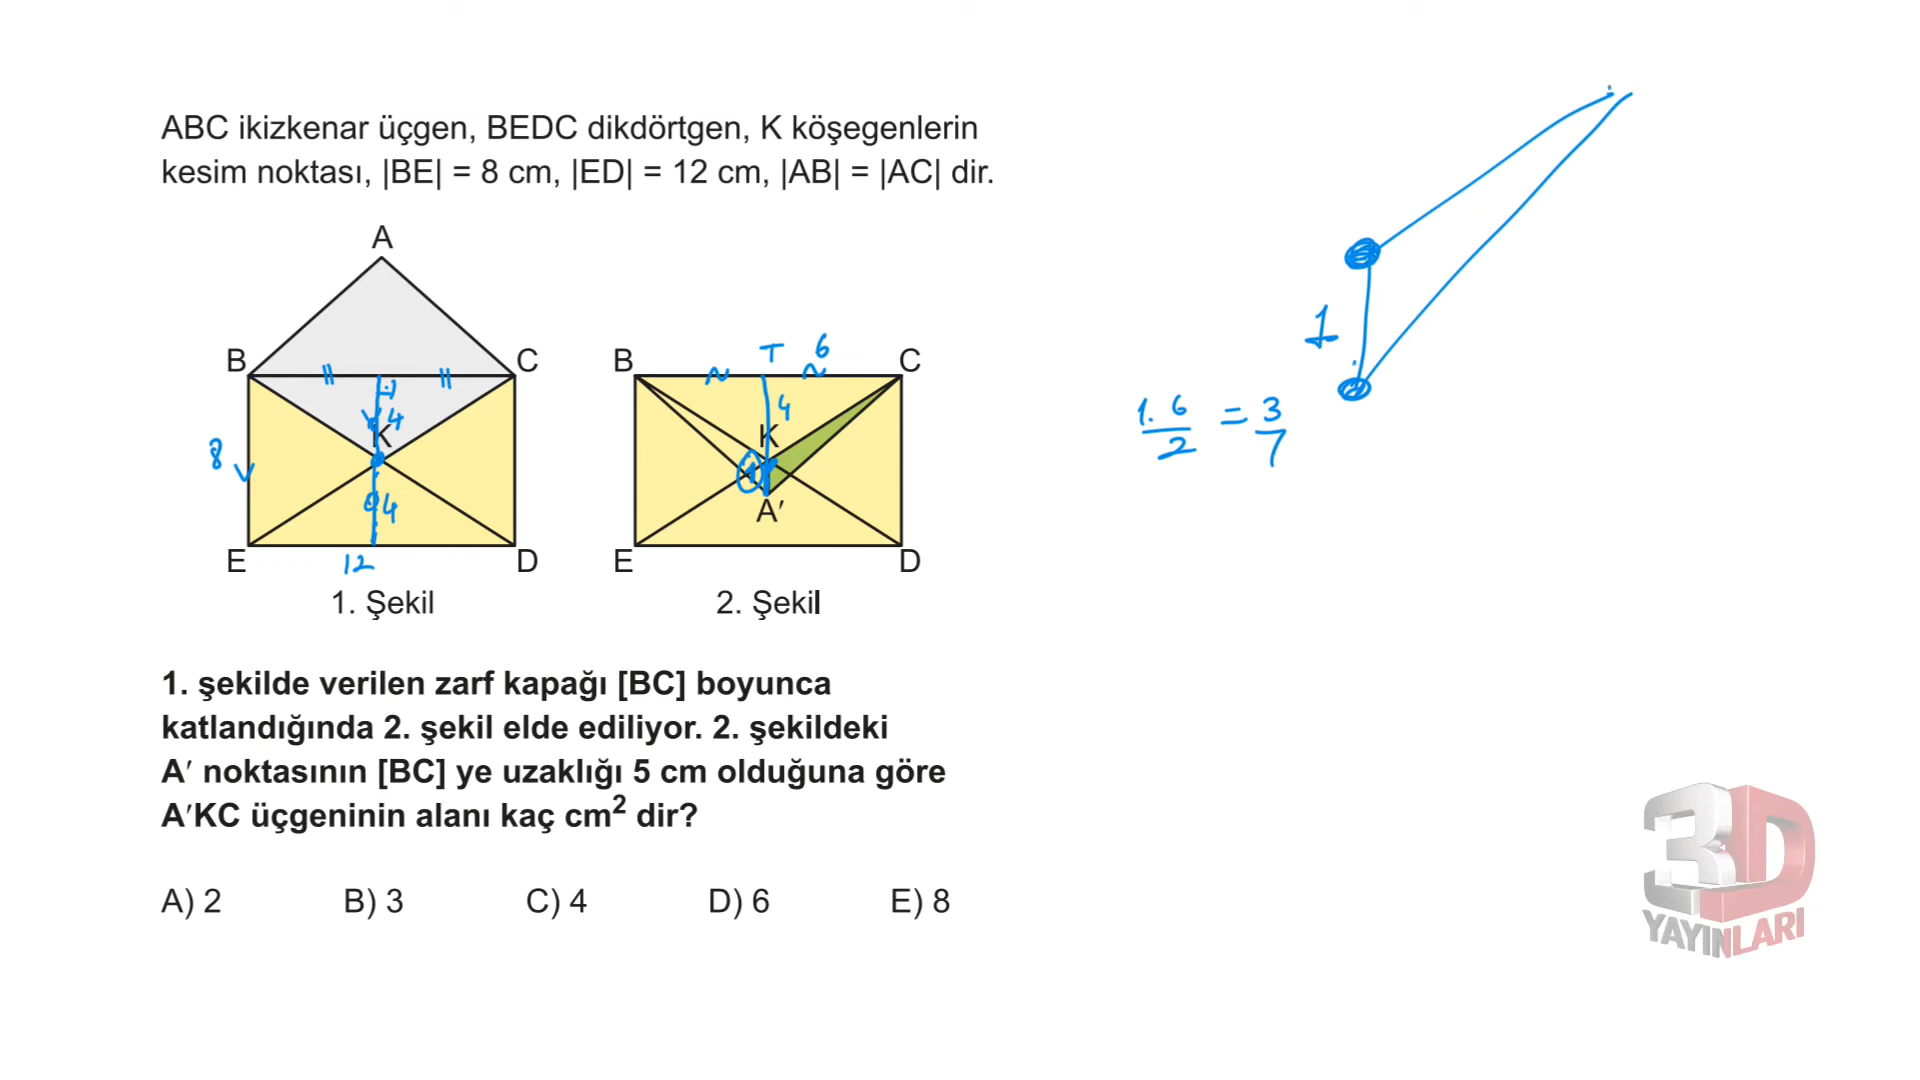 ABC ikizkenar üçgen, BEDC dikdörtgen, K köşegenlerin
kesim noktası, |BE| = 8 cm, |ED| = 12 cm, |AB| = |AC| dir.
A
B
C
K
4
8
4
E
D
12
1. Şekil
T
6
B
C
4
K
1
A′
E
D
2. Şekil
1
1. 6
2
= 3
7
1. şekilde verilen zarf kapağı [BC] boyunca
katlandığında 2. şekil elde ediliyor. 2. şekildeki
A′ noktasının [BC] ye uzaklığı 5 cm olduğuna göre
A′KC üçgeninin alanı kaç cm² dir?
A) 2 B) 3 C) 4 D) 6 E) 8
3D
YAYINLARI